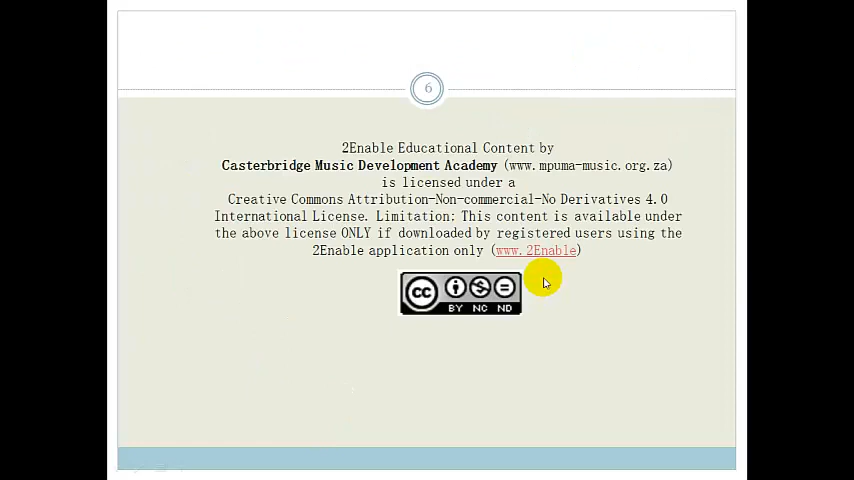 6
2Enable Educational Content by
Casterbridge Music Development Academy (www.mpuma-music.org.za)
is licensed under a
Creative Commons Attribution-Non-commercial-No Derivatives 4.0
International License. Limitation: This content is available under
the above license ONLY if downloaded by registered users using the
2Enable application only (www.2Enable)
cc BY NC ND